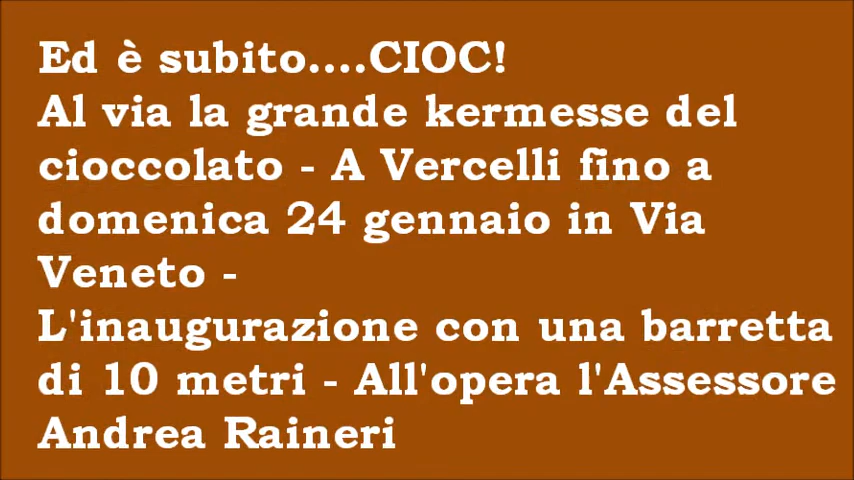 Ed è subito....CIOC!
Al via la grande kermesse del
cioccolato - A Vercelli fino a
domenica 24 gennaio in Via
Veneto -
L'inaugurazione con una barretta
di 10 metri - All'opera l'Assessore
Andrea Raineri